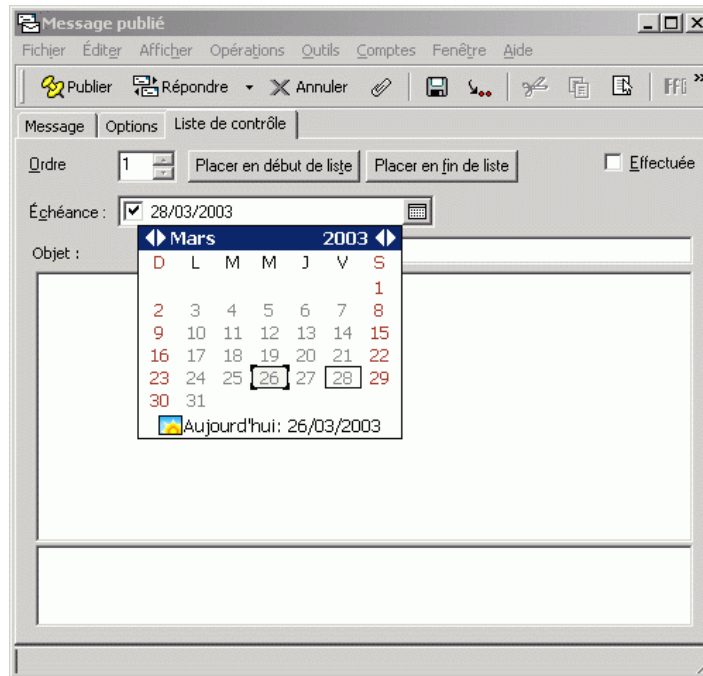 Message publié
Fichier Éditer Afficher Opérations Outils Comptes Fenêtre Aide
Publier Répondre Annuler »
Message Options Liste de contrôle
Ordre 1 Placer en début de liste Placer en fin de liste Effectuée
Échéance : 28/03/2003
Mars 2003
Objet :
D L M M J V S
1
2 3 4 5 6 7 8
9 10 11 12 13 14 15
16 17 18 19 20 21 22
23 24 25 26 27 28 29
30 31
Aujourd'hui: 26/03/2003